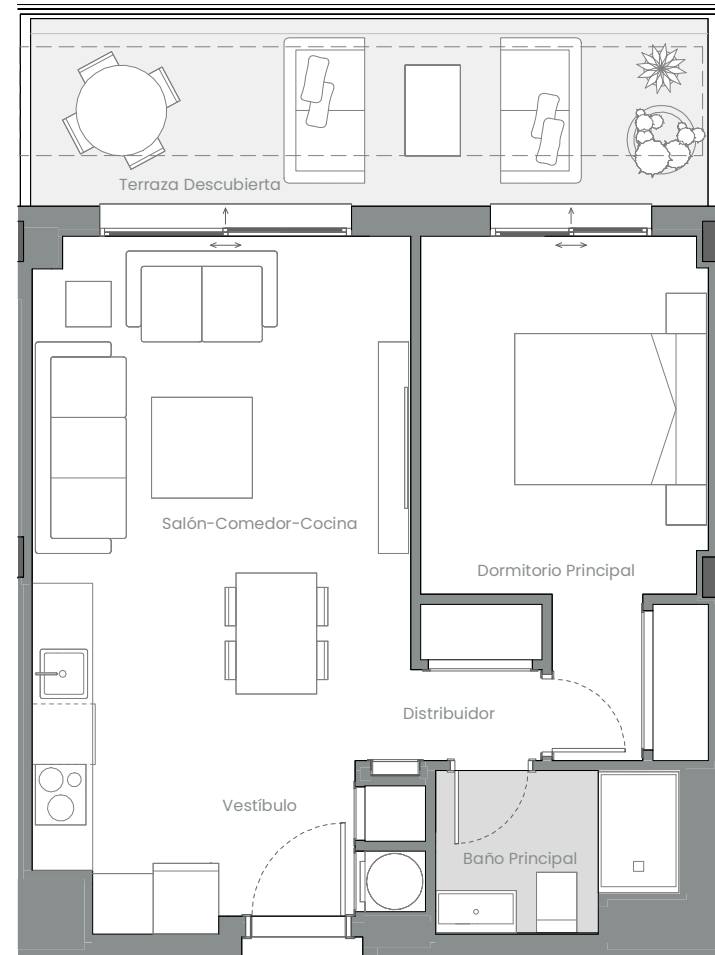 Terraza Descubierta
Salón-Comedor-Cocina
Dormitorio Principal
Distribuidor
Vestíbulo
Baño Principal